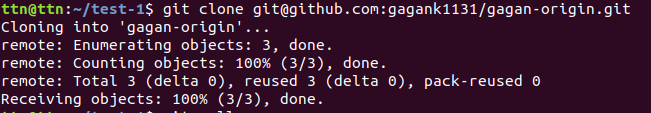 ttn@ttn:~/test-1$ git clone git@github.com:gagank1131/gagan-origin.git
Cloning into 'gagan-origin'...
remote: Enumerating objects: 3, done.
remote: Counting objects: 100% (3/3), done.
remote: Total 3 (delta 0), reused 3 (delta 0), pack-reused 0
Receiving objects: 100% (3/3), done.